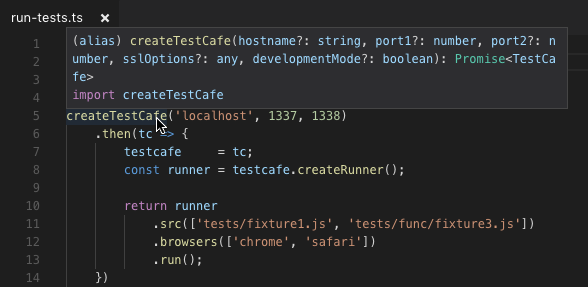 run-tests.ts ×
1
2
3
4
(alias) createTestCafe(hostname?: string, port1?: number, port2?: n
umber, sslOptions?: any, developmentMode?: boolean): Promise<TestCa
fe>
import createTestCafe
5 createTestCafe('localhost', 1337, 1338)
6 .then(tc => {
7 testcafe     = tc;
8 const runner = testcafe.createRunner();
9
10 return runner
11 .src(['tests/fixture1.js', 'tests/func/fixture3.js'])
12 .browsers(['chrome', 'safari'])
13 .run();
14 })